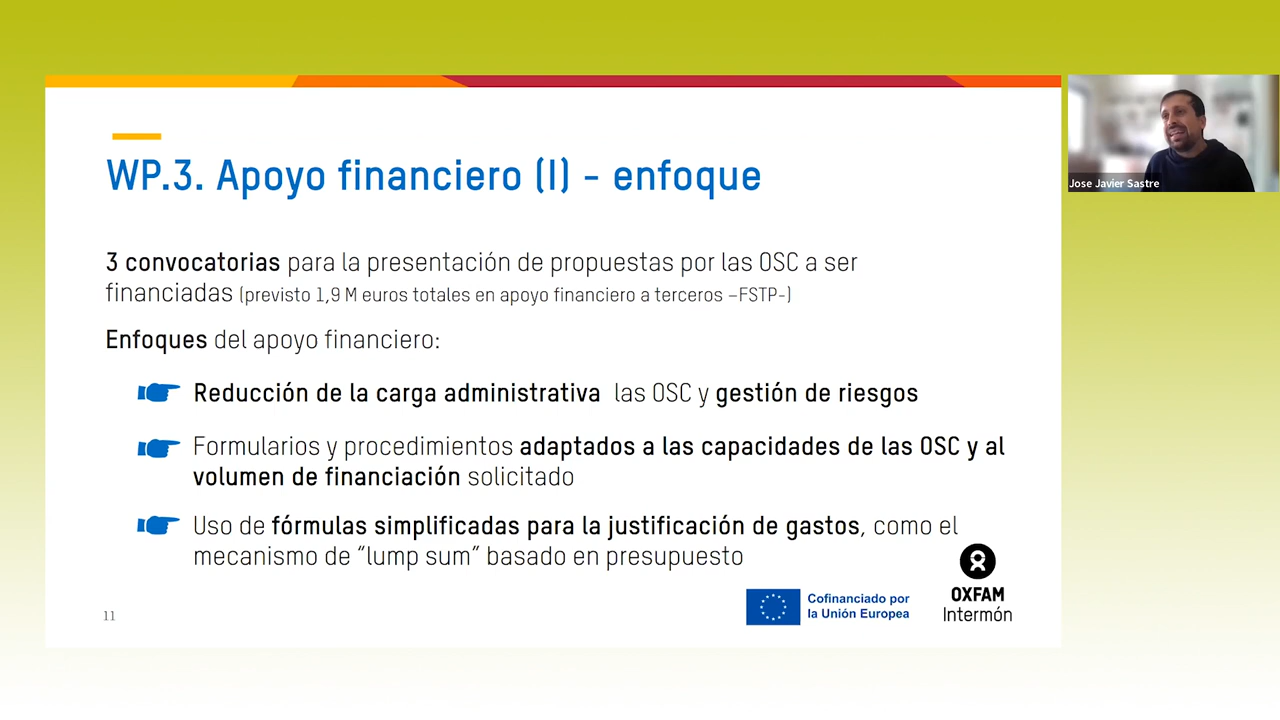 WP.3. Apoyo financiero (I) - enfoque
3 convocatorias para la presentación de propuestas por las OSC a ser
financiadas (previsto 1,9 M euros totales en apoyo financiero a terceros –FSTP-)
Enfoques del apoyo financiero:
Reducción de la carga administrativa las OSC y gestión de riesgos
Formularios y procedimientos adaptados a las capacidades de las OSC y al
volumen de financiación solicitado
Uso de fórmulas simplificadas para la justificación de gastos, como el
mecanismo de “lump sum” basado en presupuesto
11
Cofinanciado por
la Unión Europea
OXFAM
Intermón
Jose Javier Sastre